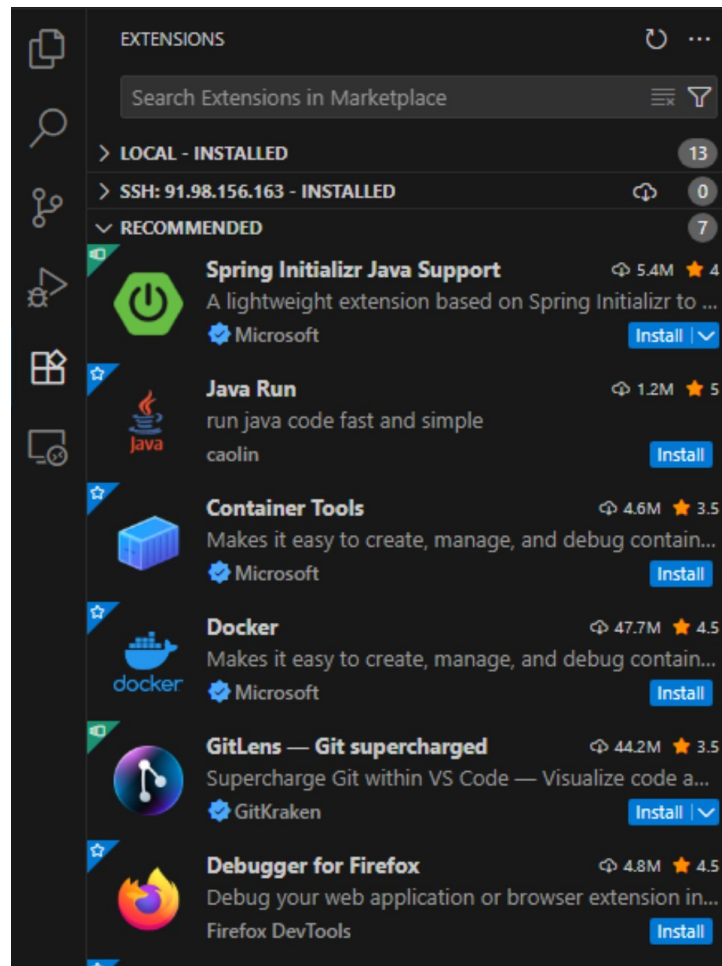 EXTENSIONS
Search Extensions in Marketplace
LOCAL - INSTALLED 13
SSH: 91.98.156.163 - INSTALLED 0
RECOMMENDED 7
Spring Initializr Java Support 5.4M 4
A lightweight extension based on Spring Initializr to ...
Microsoft Install
Java Run 1.2M 5
run java code fast and simple
Java
caolin Install
Container Tools 4.6M 3.5
Makes it easy to create, manage, and debug contain...
Microsoft Install
Docker 47.7M 4.5
Makes it easy to create, manage, and debug contain...
docker
Microsoft Install
GitLens — Git supercharged 44.2M 3.5
Supercharge Git within VS Code — Visualize code a...
GitKraken Install
Debugger for Firefox 4.8M 4.5
Debug your web application or browser extension in...
Firefox DevTools Install